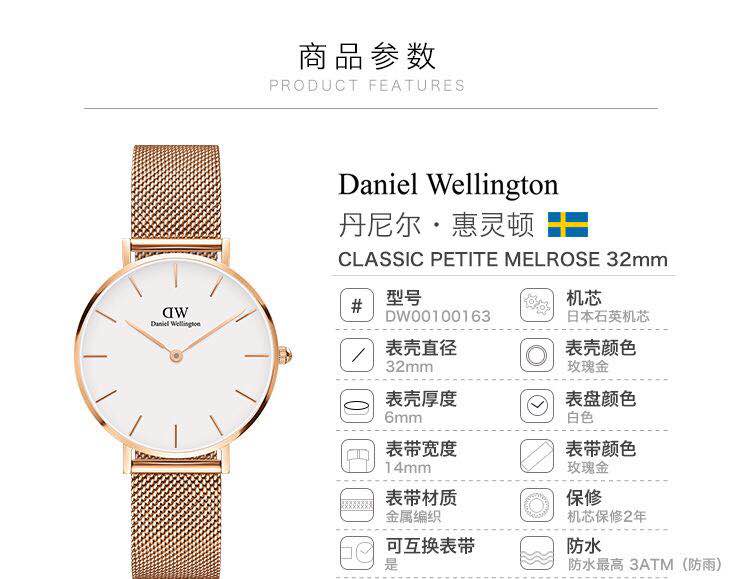 商品参数
PRODUCT FEATURES
Daniel Wellington
丹尼尔·惠灵顿
CLASSIC PETITE MELROSE 32mm
DW
Daniel Wellington
# 型号
DW00100163
机芯
日本石英机芯
表壳直径
32mm
表壳颜色
玫瑰金
表壳厚度
6mm
表盘颜色
白色
表带宽度
14mm
表带颜色
玫瑰金
表带材质
金属编织
保修
机芯保修2年
可互换表带
是
防水
防水最高 3ATM（防雨）